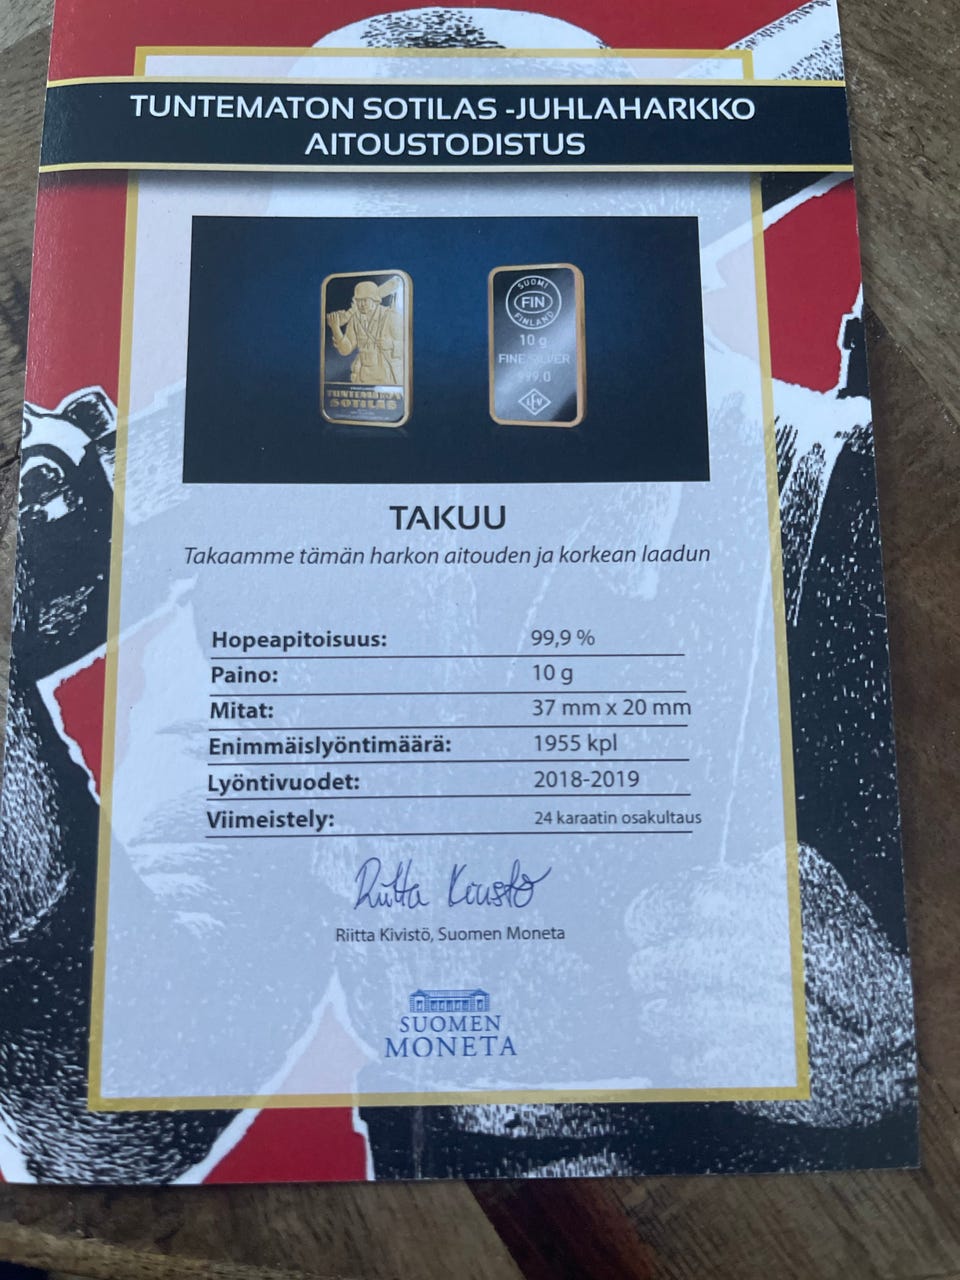 TUNTEMATON SOTILAS -JUHLAHARKKO
AITOUSTODISTUS
TUNTEMATON
SOTILAS
SUOMI
FIN
FINLAND
10 g
FINE SILVER
999.0
LEV
TAKUU
Takaamme tämän harkon aitouden ja korkean laadun
Hopeapitoisuus: 99,9 %
Paino: 10 g
Mitat: 37 mm x 20 mm
Enimmäislyöntimäärä: 1955 kpl
Lyöntivuodet: 2018-2019
Viimeistely: 24 karaatin osakultaus
Riitta Kivistö
Riitta Kivistö, Suomen Moneta
SUOMEN
MONETA